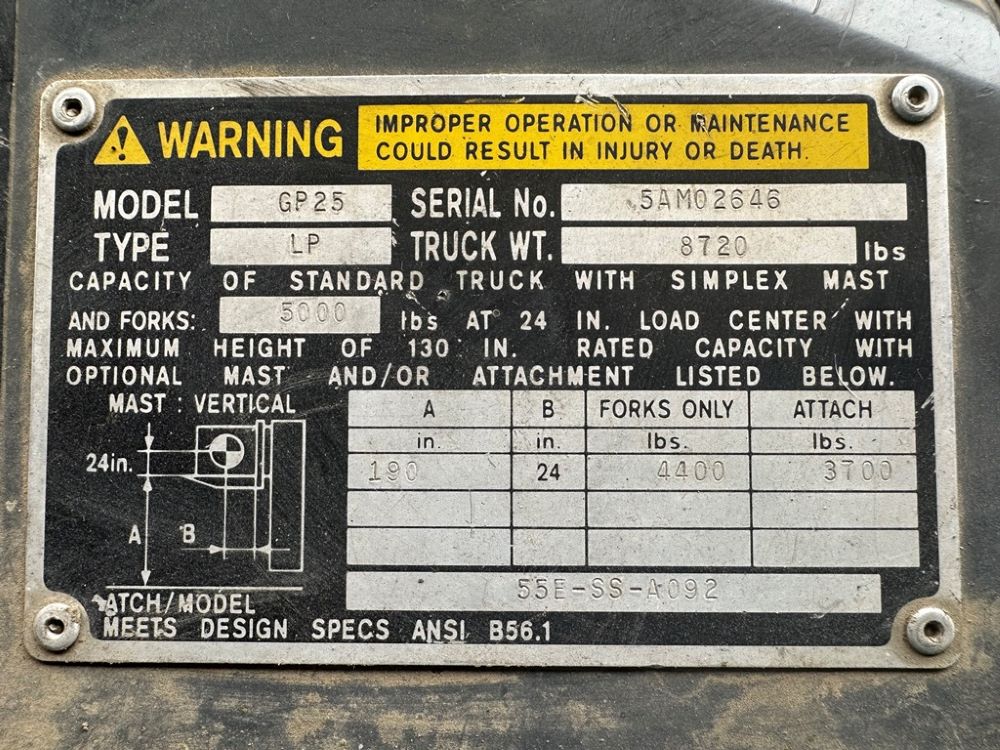 WARNING
IMPROPER OPERATION OR MAINTENANCE
COULD RESULT IN INJURY OR DEATH.
MODEL GP25 SERIAL No. 5AM02646
TYPE LP TRUCK WT. 8720 lbs
CAPACITY OF STANDARD TRUCK WITH SIMPLEX MAST
AND FORKS: 5000 lbs AT 24 IN. LOAD CENTER WITH
MAXIMUM HEIGHT OF 130 IN. RATED CAPACITY WITH
OPTIONAL MAST AND/OR ATTACHMENT LISTED BELOW.
MAST : VERTICAL
A B FORKS ONLY ATTACH
in. in. lbs. lbs.
190 24 4400 3700
24in.
A B
55E-SS-A092
ATCH/MODEL
MEETS DESIGN SPECS ANSI B56.1